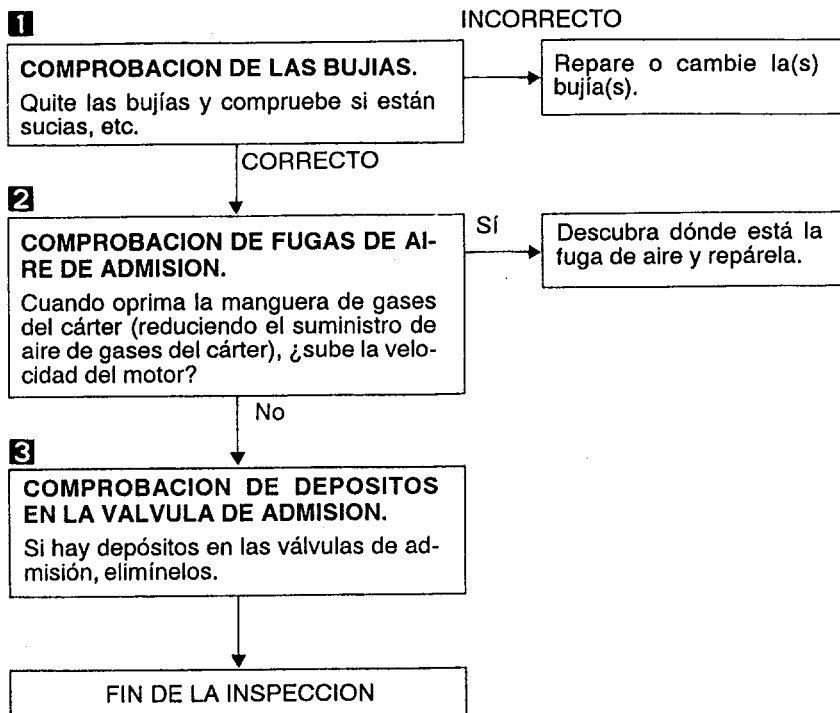 INCORRECTO
1
COMPROBACION DE LAS BUJIAS.
Quite las bujías y compruebe si están
sucias, etc.
Repare o cambie la(s)
bujía(s).
CORRECTO
2
COMPROBACION DE FUGAS DE AI-
RE DE ADMISION.
Cuando oprima la manguera de gases
del cárter (reduciendo el suministro de
aire de gases del cárter), ¿sube la velo-
cidad del motor?
Sí
Descubra dónde está la
fuga de aire y repárela.
No
3
COMPROBACION DE DEPOSITOS
EN LA VALVULA DE ADMISION.
Si hay depósitos en las válvulas de ad-
misión, elimínelos.
FIN DE LA INSPECCION